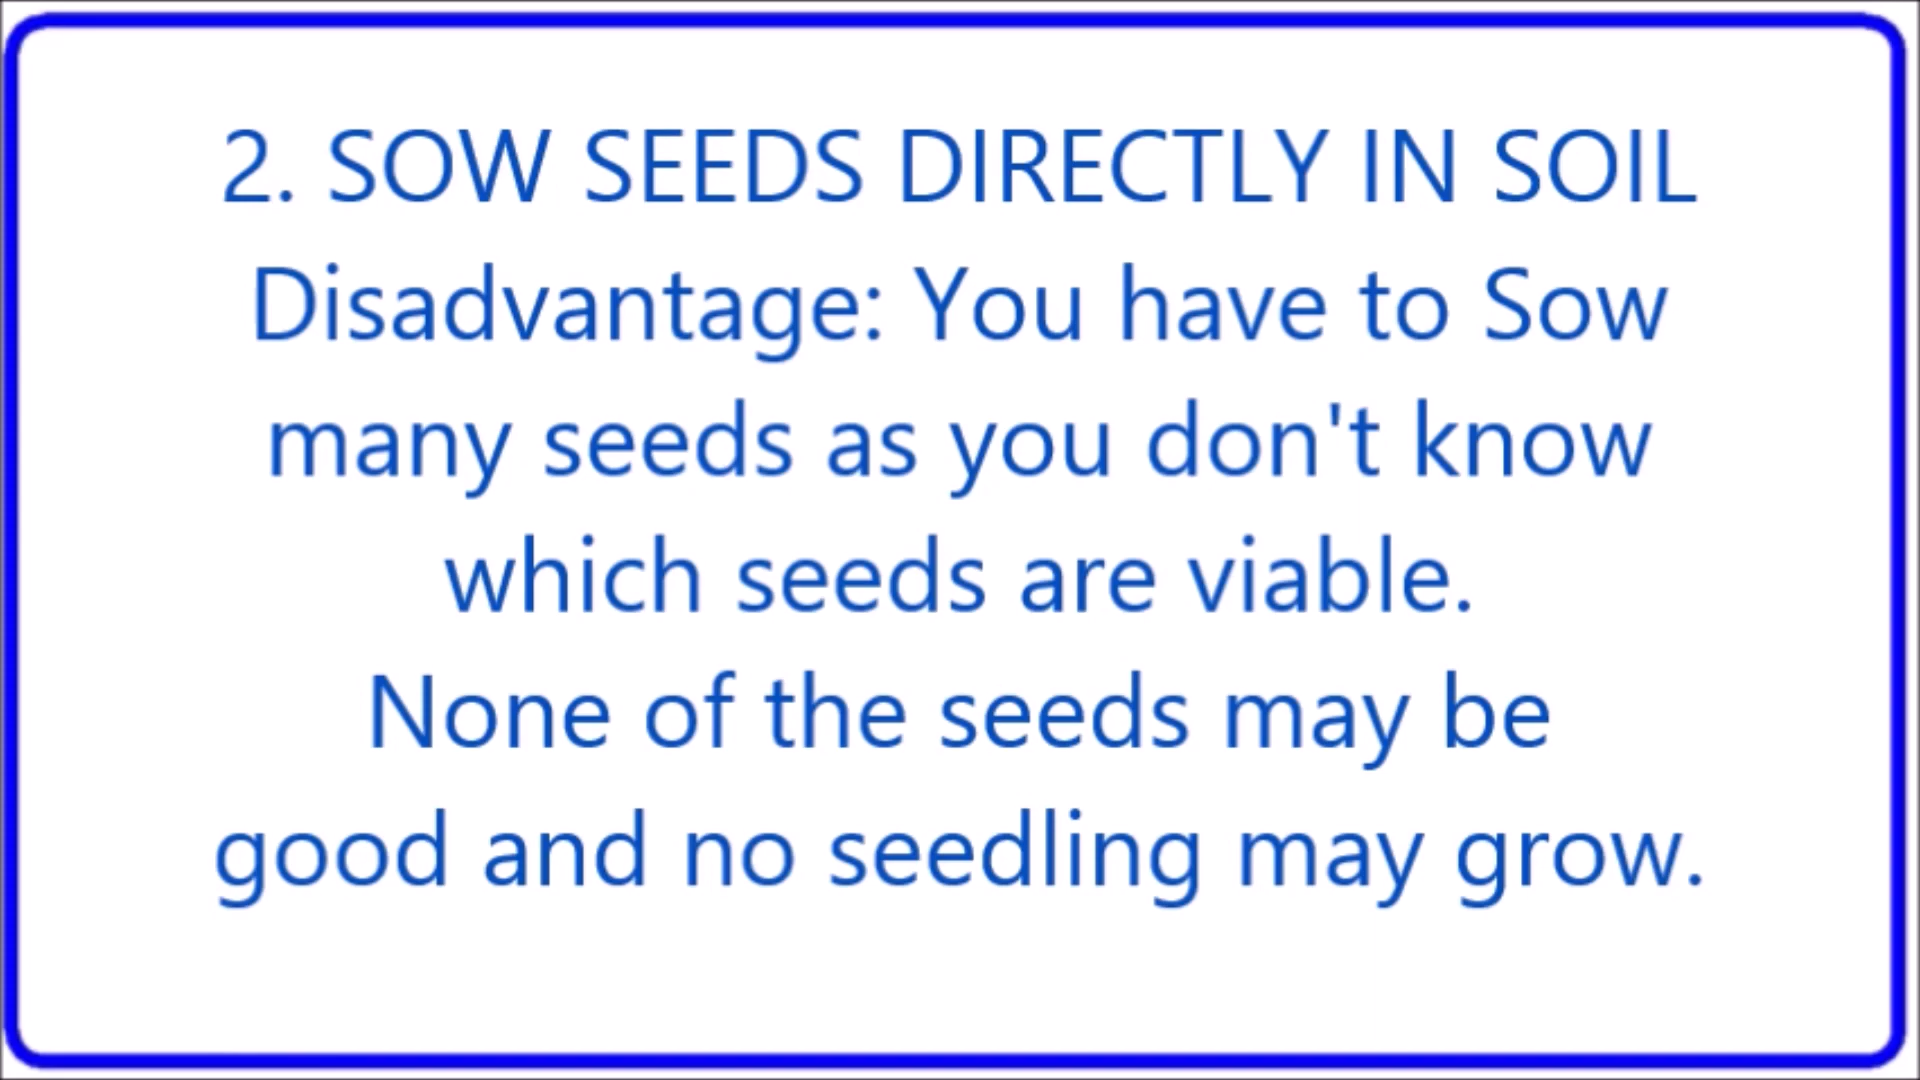 2. SOW SEEDS DIRECTLY IN SOIL
Disadvantage: You have to Sow
many seeds as you don't know
which seeds are viable.
None of the seeds may be
good and no seedling may grow.